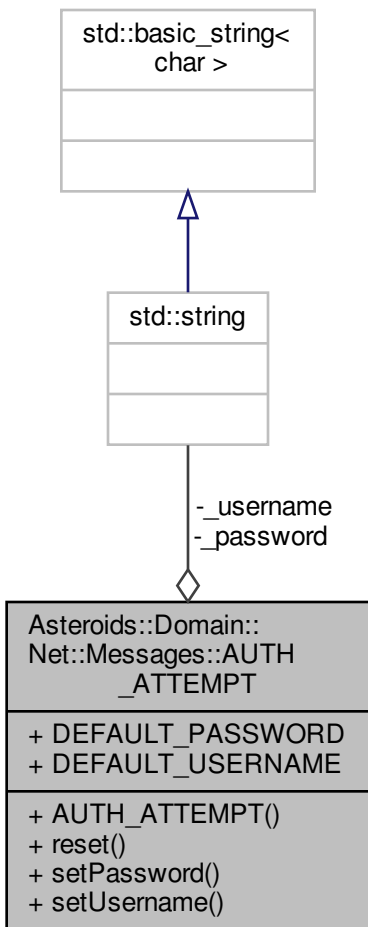 std::basic_string<
char >
std::string
-_username
-_password
Asteroids::Domain::
Net::Messages::AUTH
_ATTEMPT
+ DEFAULT_PASSWORD
+ DEFAULT_USERNAME
+ AUTH_ATTEMPT()
+ reset()
+ setPassword()
+ setUsername()